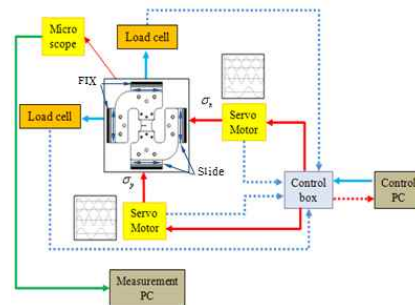 Micro
scope
Load cell
FIX
Load cell
σx
Servo
Motor
Slide
σy
Servo
Motor
Control
box
Control
PC
Measurement
PC